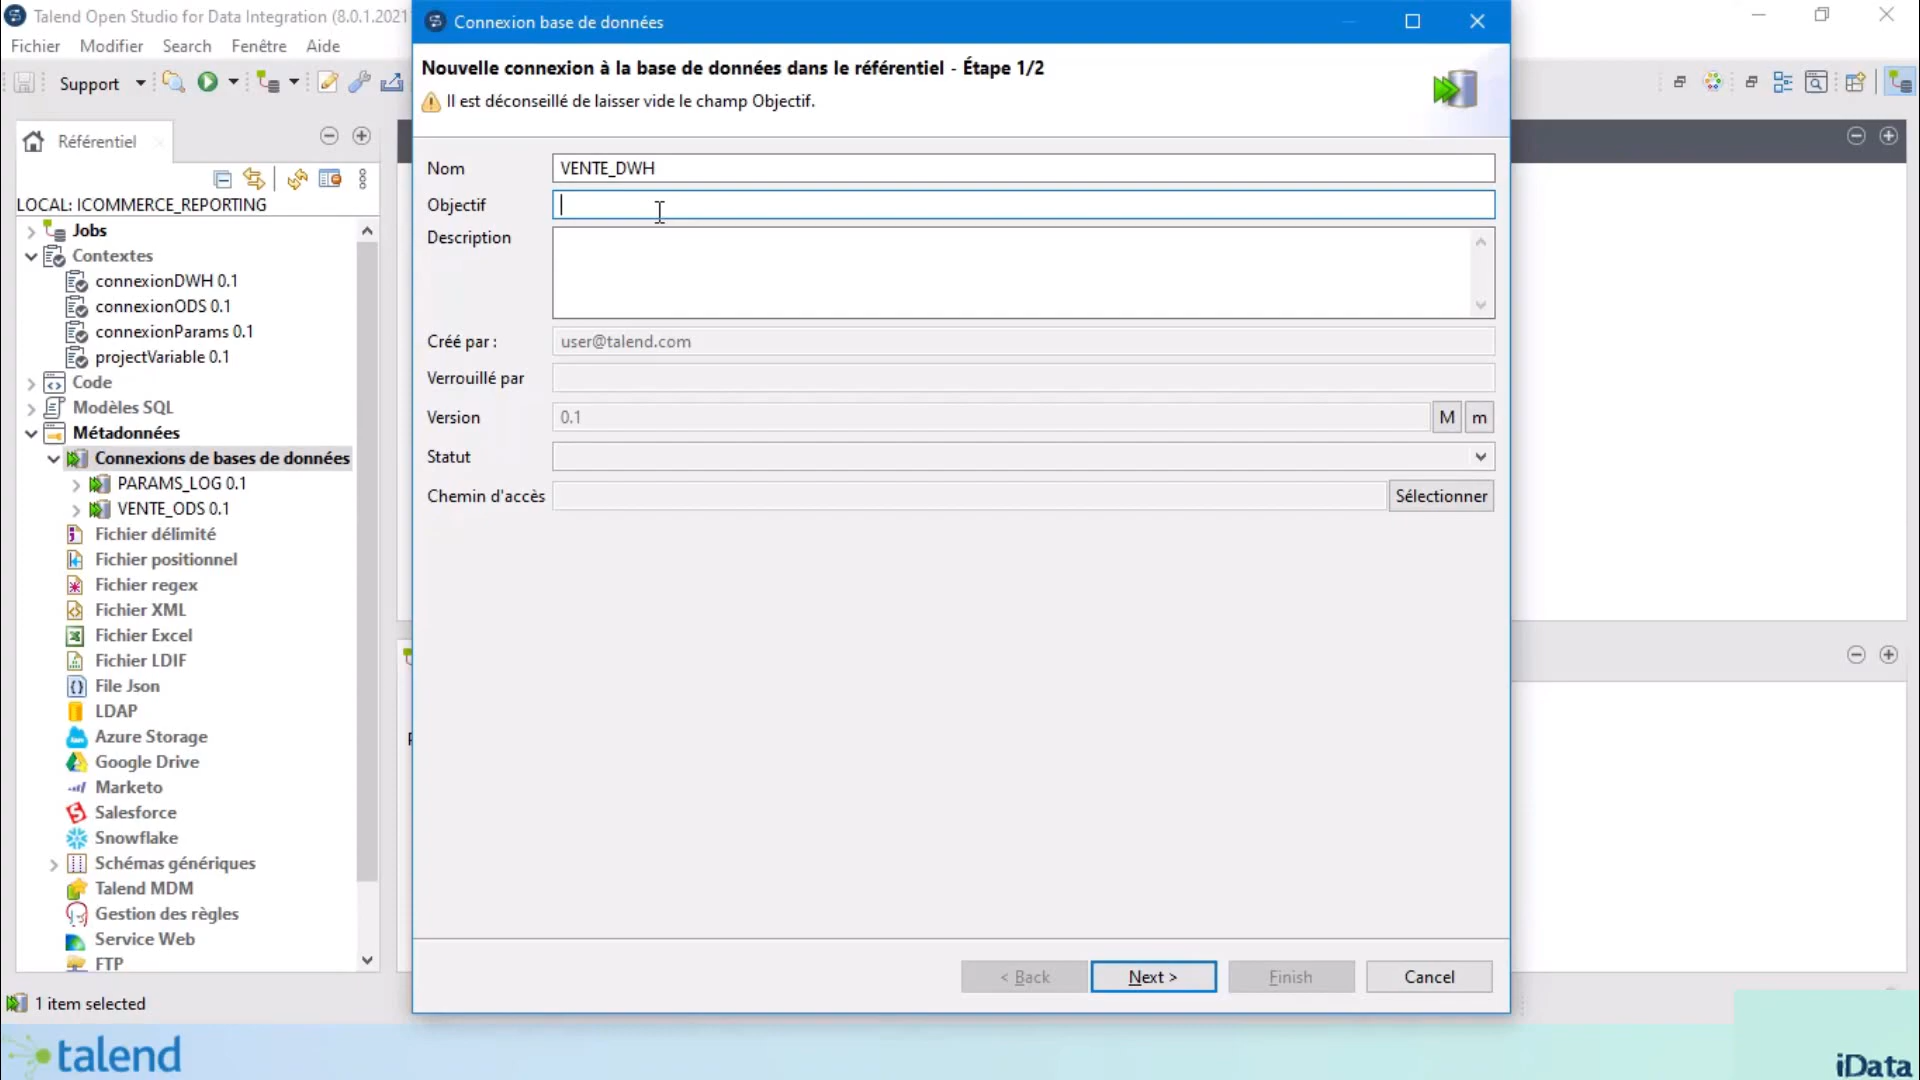 Talend Open Studio for Data Integration (8.0.1.2021
Connexion base de données
Fichier Modifier Search Fenêtre Aide
Support
Nouvelle connexion à la base de données dans le référentiel - Étape 1/2
Il est déconseillé de laisser vide le champ Objectif.
Référentiel
LOCAL: ICOMMERCE_REPORTING
Jobs
Contextes
connexionDWH 0.1
connexionODS 0.1
connexionParams 0.1
projectVariable 0.1
Code
Modèles SQL
Métadonnées
Connexions de bases de données
PARAMS_LOG 0.1
VENTE_ODS 0.1
Fichier délimité
Fichier positionnel
Fichier regex
Fichier XML
Fichier Excel
Fichier LDIF
File Json
LDAP
Azure Storage
Google Drive
Marketo
Salesforce
Snowflake
Schémas génériques
Talend MDM
Gestion des règles
Service Web
FTP
Nom VENTE_DWH
Objectif
Description
Créé par : user@talend.com
Verrouillé par
Version 0.1 M m
Statut
Chemin d'accès Sélectionner
< Back Next > Finish Cancel
1 item selected
talend
iData